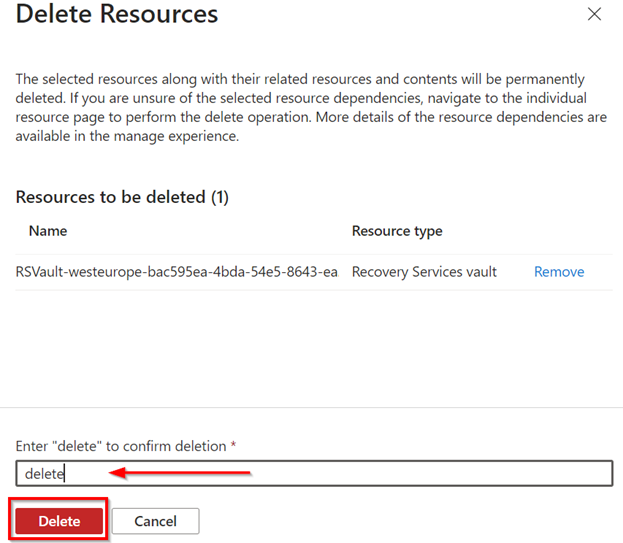 Delete Resources
The selected resources along with their related resources and contents will be permanently
deleted. If you are unsure of the selected resource dependencies, navigate to the individual
resource page to perform the delete operation. More details of the resource dependencies are
available in the manage experience.
Resources to be deleted (1)
Name Resource type
RSVault-westeurope-bac595ea-4bda-54e5-8643-ea Recovery Services vault Remove
Enter "delete" to confirm deletion *
delete
Delete Cancel